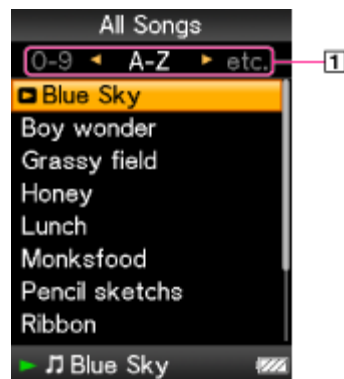 All Songs
0-9 A-Z etc.
1
Blue Sky
Boy wonder
Grassy field
Honey
Lunch
Monksfood
Pencil sketchs
Ribbon
Blue Sky